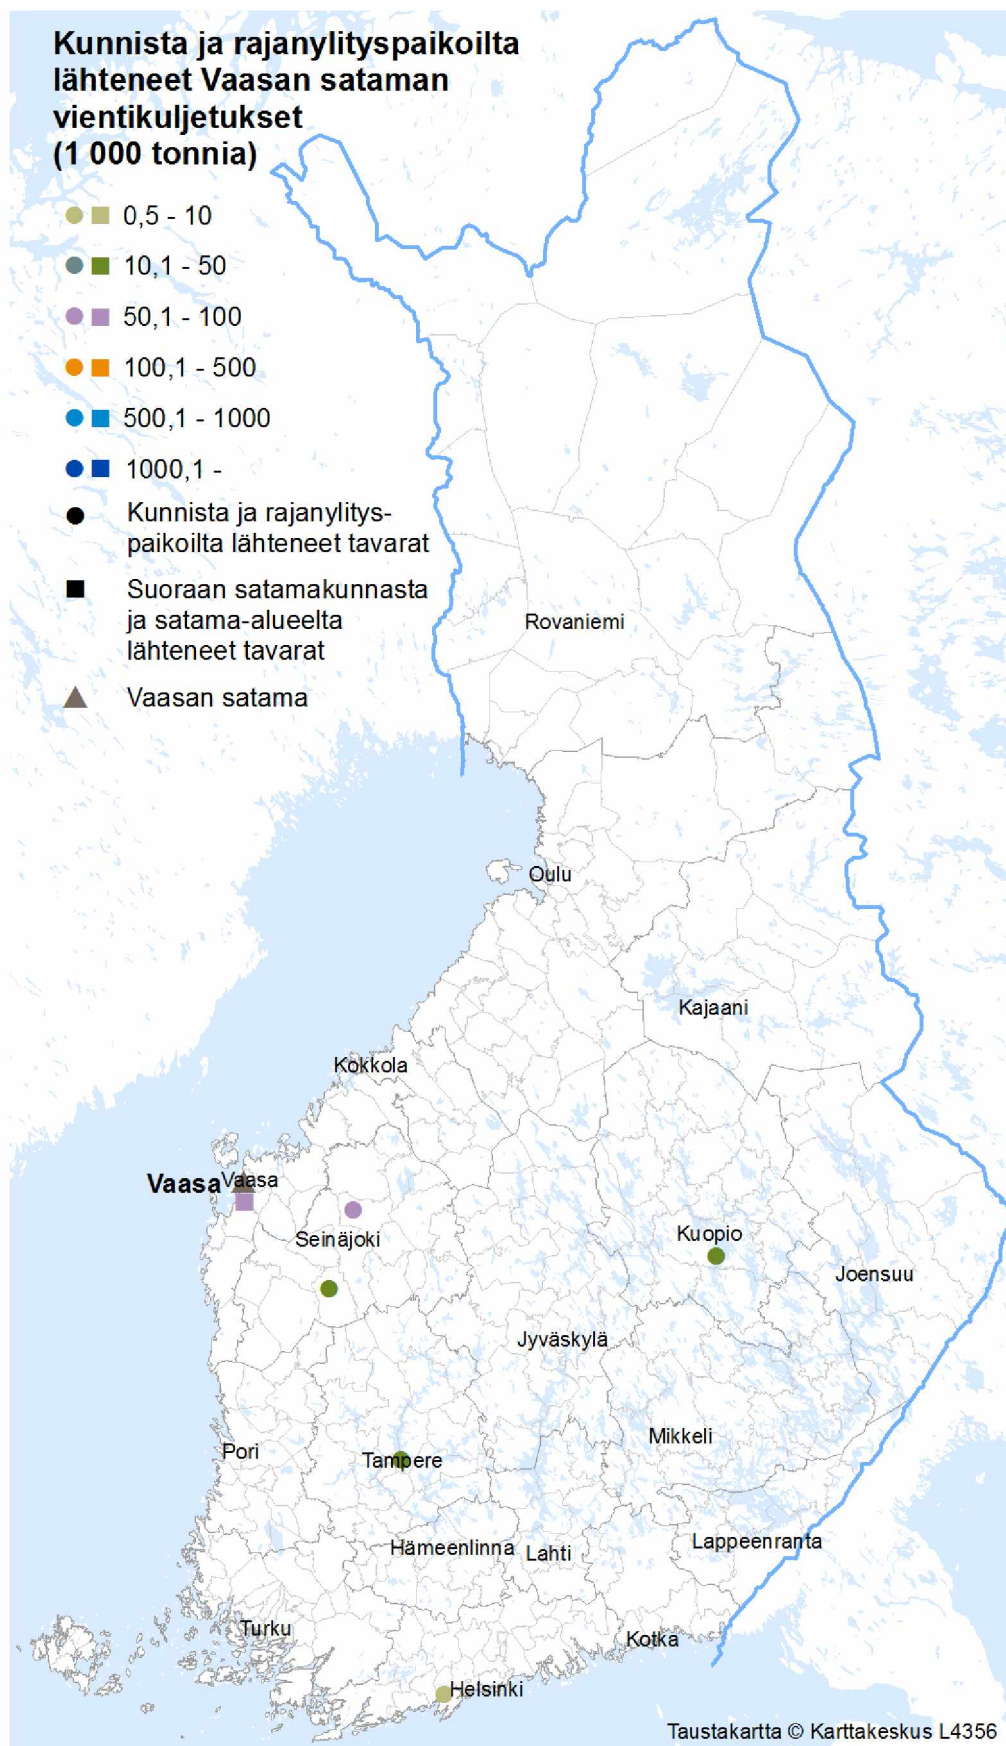 Kunnista ja rajanylityspaikoilta
lähteneet Vaasan sataman
vientikuljetukset
(1 000 tonnia)
0,5 - 10
10,1 - 50
50,1 - 100
100,1 - 500
500,1 - 1000
1000,1 -
Kunnista ja rajanylitys-
paikoilta lähteneet tavarat
Suoraan satamakunnasta
ja satama-alueelta
lähteneet tavarat
Vaasan satama
Rovaniemi
Oulu
Kajaani
Kokkola
Vaasa
Vaasa
Seinäjoki
Kuopio
Joensuu
Jyväskylä
Mikkeli
Pori
Tampere
Hämeenlinna
Lahti
Lappeenranta
Turku
Kotka
Helsinki
Taustakartta © Karttakeskus L4356